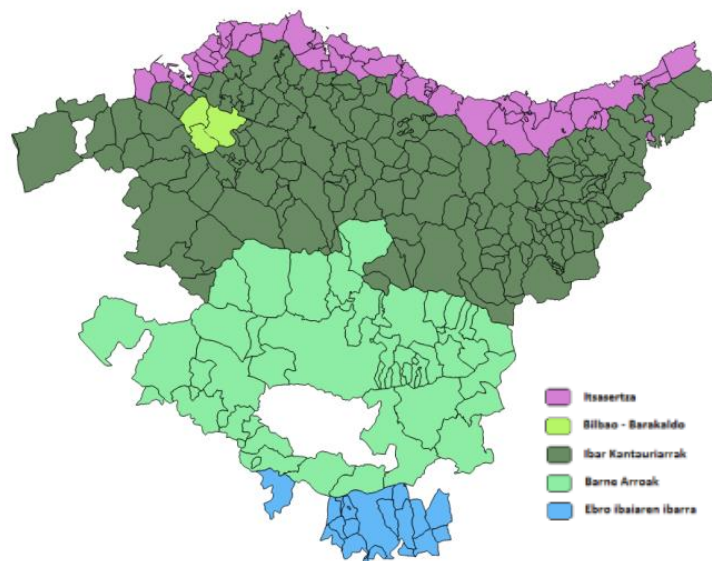 Itsasertza
Bilbao - Barakaldo
Ibar Kantauriarrak
Barne Arroak
Ebro ibaiaren ibarra